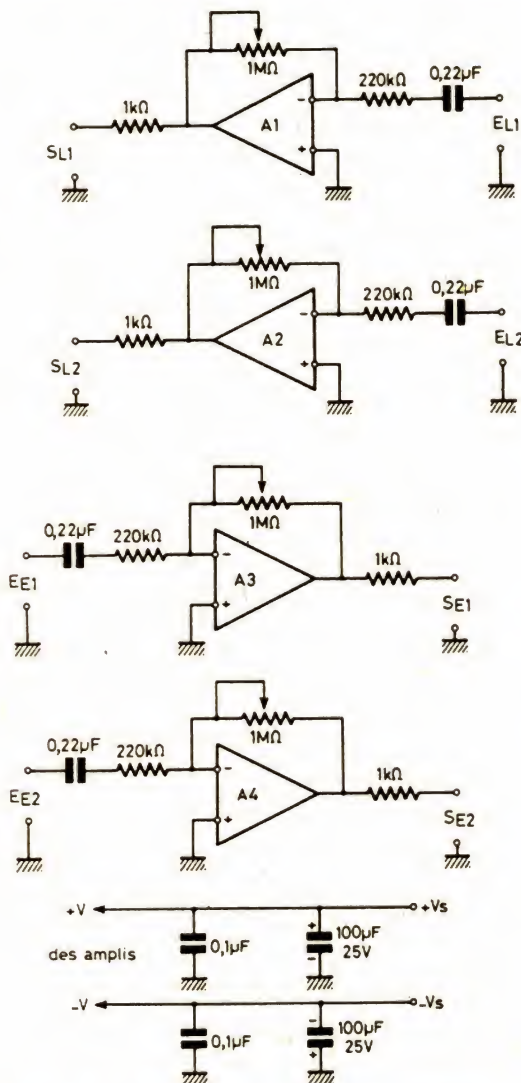 1MΩ
1kΩ
A1
-
+
220kΩ
0,22µF
SL1
EL1
1MΩ
1kΩ
A2
-
+
220kΩ
0,22µF
SL2
EL2
0,22µF
220kΩ
1MΩ
-
+
A3
1kΩ
EE1
SE1
0,22µF
220kΩ
1MΩ
-
+
A4
1kΩ
EE2
SE2
+V
+Vs
des amplis
0,1µF
+
-
100µF
25V
-V
-Vs
0,1µF
-
+
100µF
25V